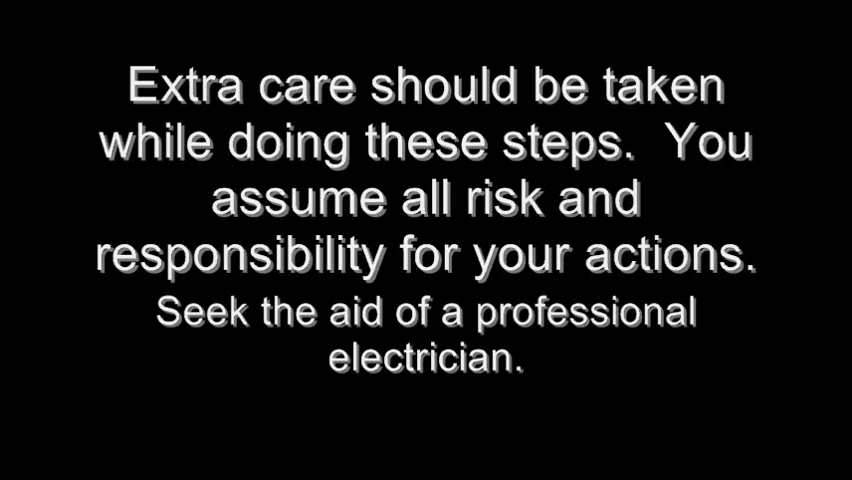 Extra care should be taken
while doing these steps.  You
assume all risk and
responsibility for your actions.
Seek the aid of a professional
electrician.